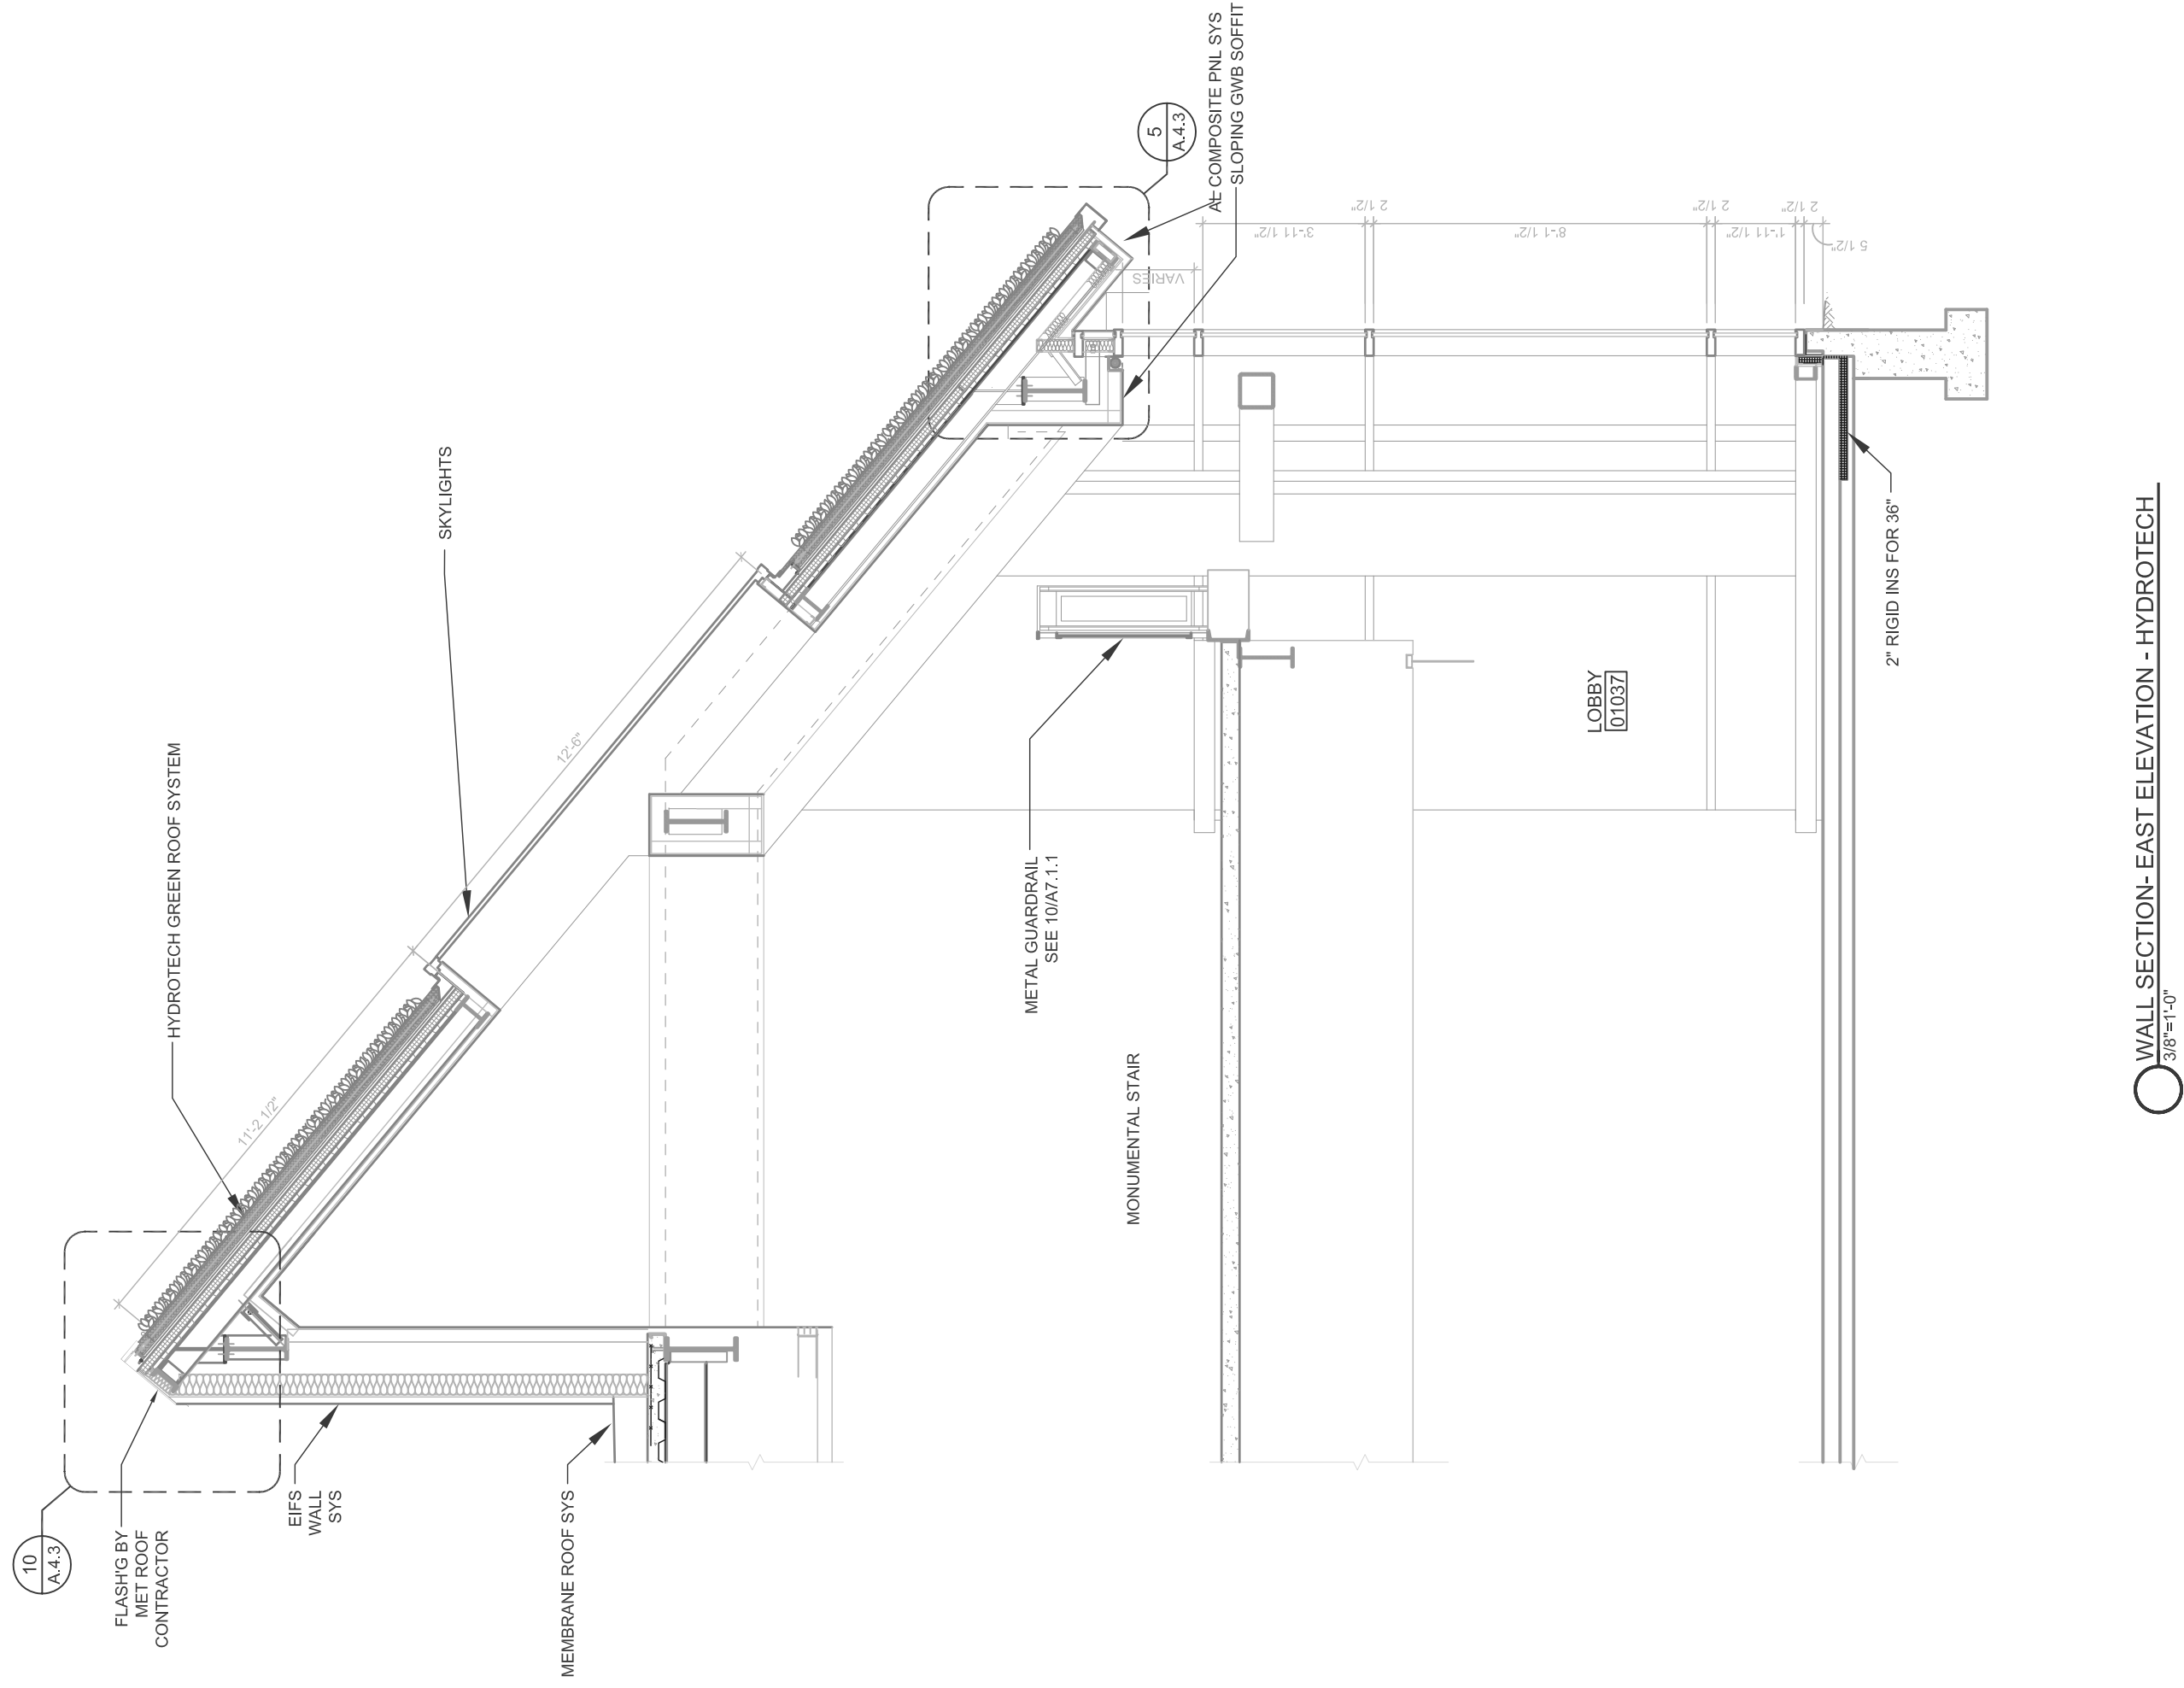 10
A.4.3
FLASH'G BY
MET ROOF
CONTRACTOR
EIFS
WALL
SYS
MEMBRANE ROOF SYS
HYDROTECH GREEN ROOF SYSTEM
11'-2 1/2"
SKYLIGHTS
12'-6"
METAL GUARDRAIL
SEE 10/A7.1.1
MONUMENTAL STAIR
5
A.4.3
AL COMPOSITE PNL SYS
SLOPING GWB SOFFIT
VARIES
3'-11 1/2"
2 1/2"
8'-1 1/2"
2 1/2"
1'-11 1/2"
2 1/2"
5 1/2"
LOBBY
01037
2" RIGID INS FOR 36"
WALL SECTION- EAST ELEVATION - HYDROTECH
3/8"=1'-0"